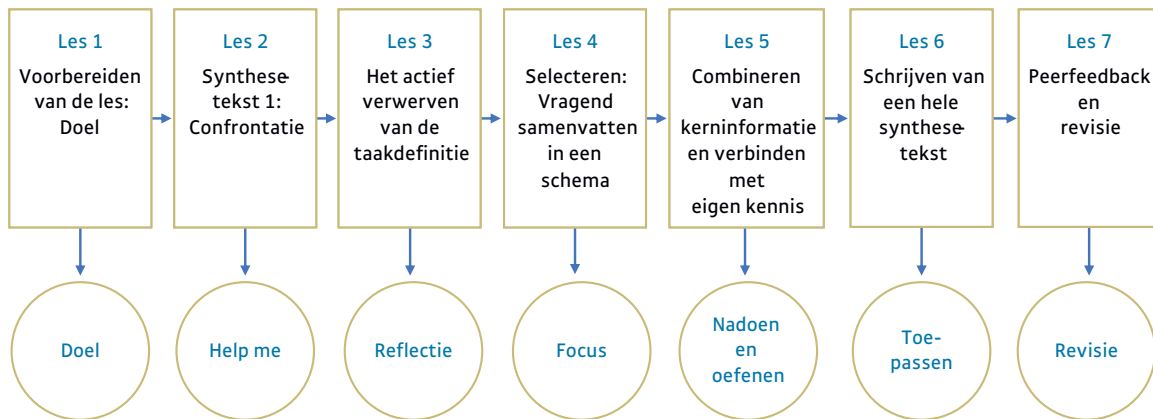 Les 1
Voorbereiden
van de les:
Doel
Les 2
Synthese-
tekst 1:
Confrontatie
Les 3
Het actief
verwerven
van de
taakdefinitie
Les 4
Selecteren:
Vragend
samenvatten
in een
schema
Les 5
Combineren
van
kerninformatie
en verbinden
met
eigen kennis
Les 6
Schrijven van
een hele
synthese-
tekst
Les 7
Peerfeedback
en
revisie
Doel
Help me
Reflectie
Focus
Nadoen
en
oefenen
Toe-
passen
Revisie